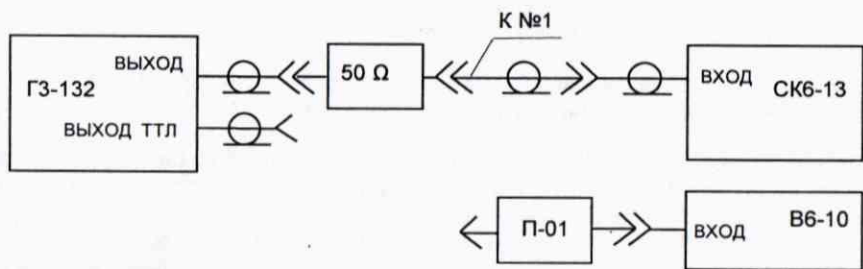 К №1
ВЫХОД
Г3-132
ВЫХОД ТТЛ
50 Ω
ВХОД
СК6-13
П-01
ВХОД
В6-10